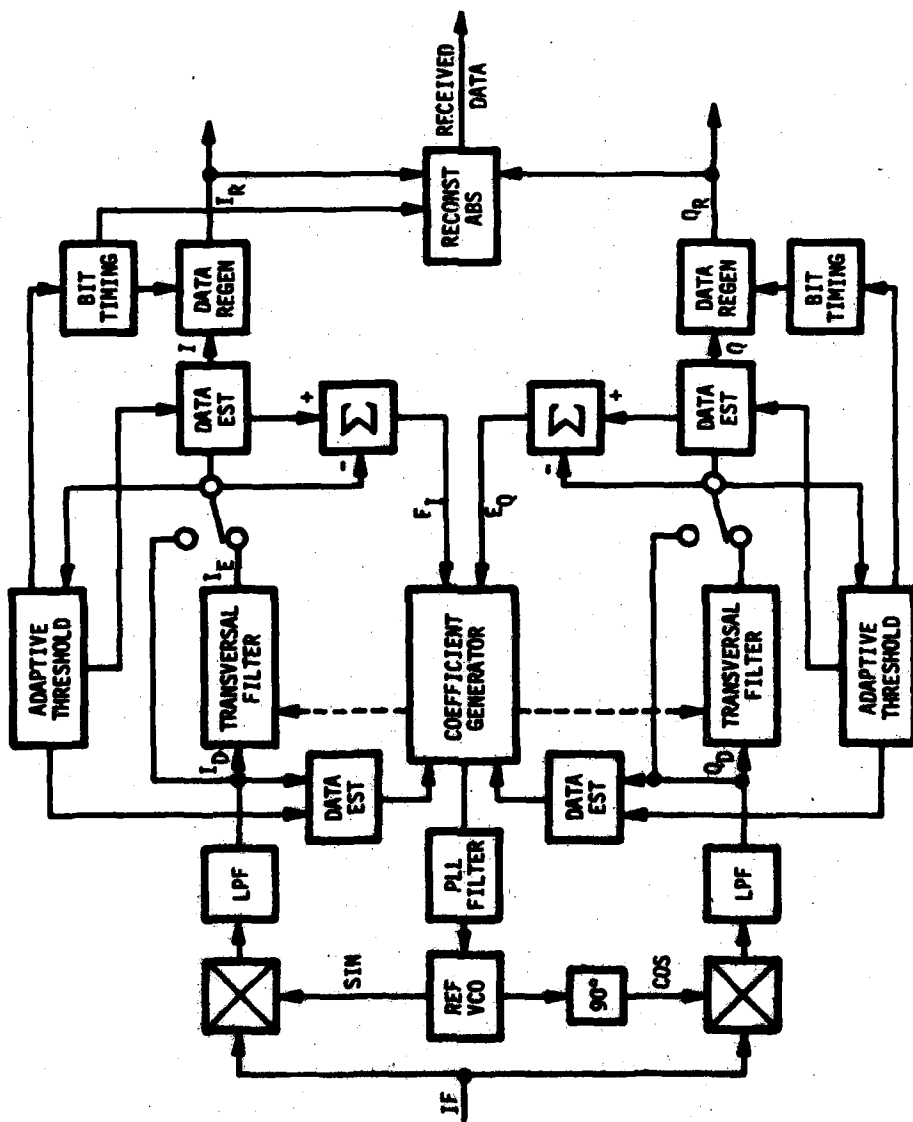 ADAPTIVE
THRESHOLD
BIT
TIMING
LPF
I_D
TRANSVERSAL
FILTER
I_E
DATA
EST
I
DATA
REGEN
I_R
SIN
DATA
EST
-
Σ
+
F_I
IF
REF
VCO
PLL
FILTER
COEFFICIENT
GENERATOR
RECONST
ABS
RECEIVED
DATA
E_Q
90°
COS
DATA
EST
-
Σ
+
LPF
Q_D
TRANSVERSAL
FILTER
DATA
EST
Q
DATA
REGEN
Q_R
ADAPTIVE
THRESHOLD
BIT
TIMING